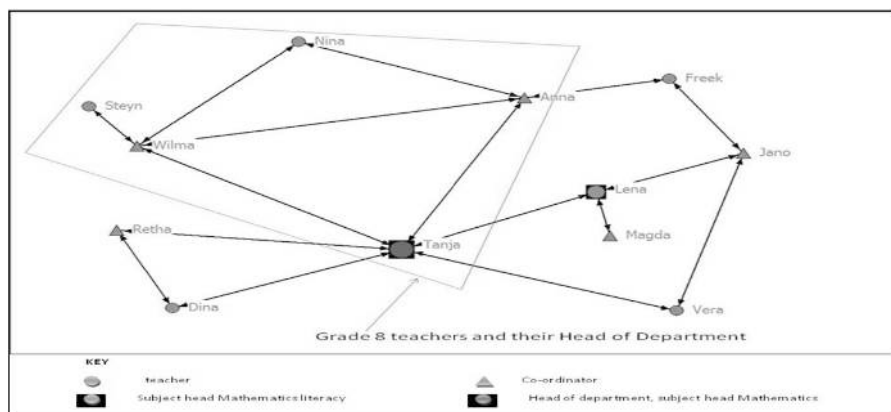 Nina
Freek
Steyn
Anna
Wilma
Jano
Lena
Retha
Tanja
Magda
Dina
Vera
Grade 8 teachers and their Head of Department
KEY
teacher
Co-ordinator
Subject head Mathematics literacy
Head of department, subject head Mathematics